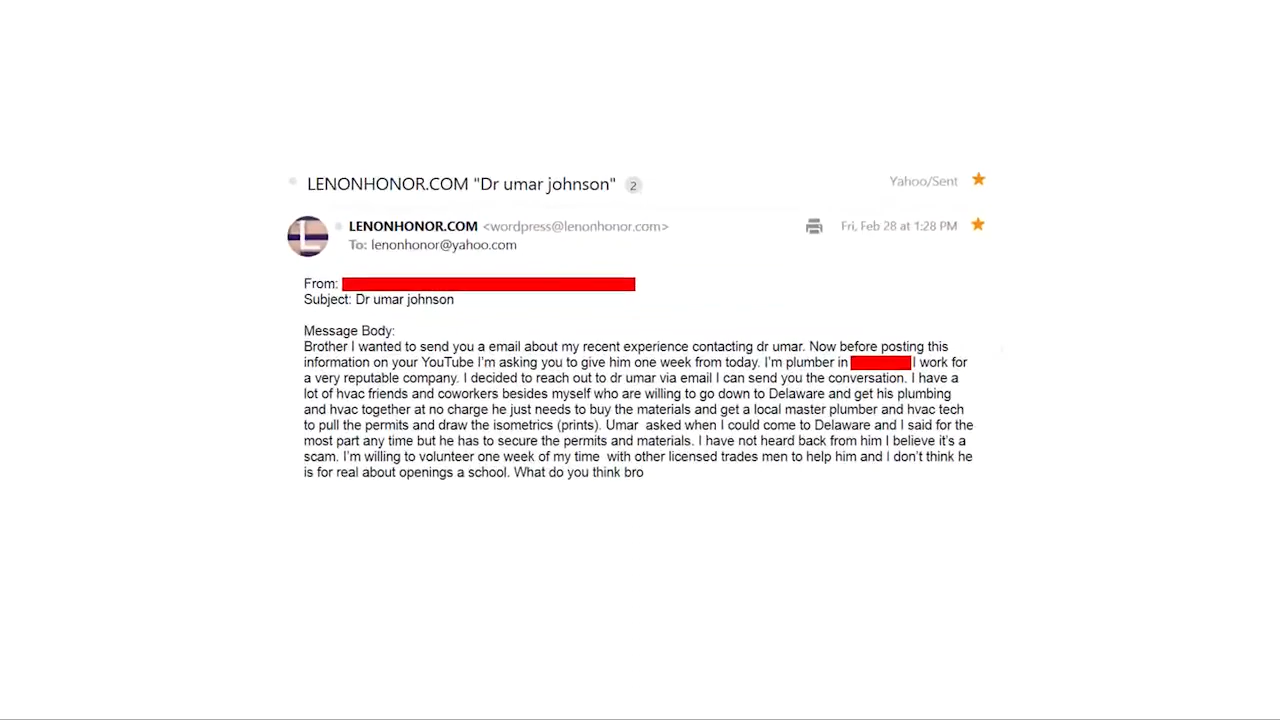 LENONHONOR.COM "Dr umar johnson" 2
Yahoo/Sent
L
LENONHONOR.COM <wordpress@lenonhonor.com>
Fri, Feb 28 at 1:28 PM
To: lenonhonor@yahoo.com
From:
Subject: Dr umar johnson
Message Body:
Brother I wanted to send you a email about my recent experience contacting dr umar. Now before posting this
information on your YouTube I'm asking you to give him one week from today. I'm plumber in I work for
a very reputable company. I decided to reach out to dr umar via email I can send you the conversation. I have a
lot of hvac friends and coworkers besides myself who are willing to go down to Delaware and get his plumbing
and hvac together at no charge he just needs to buy the materials and get a local master plumber and hvac tech
to pull the permits and draw the isometrics (prints). Umar asked when I could come to Delaware and I said for the
most part any time but he has to secure the permits and materials. I have not heard back from him I believe it's a
scam. I'm willing to volunteer one week of my time with other licensed trades men to help him and I don't think he
is for real about openings a school. What do you think bro